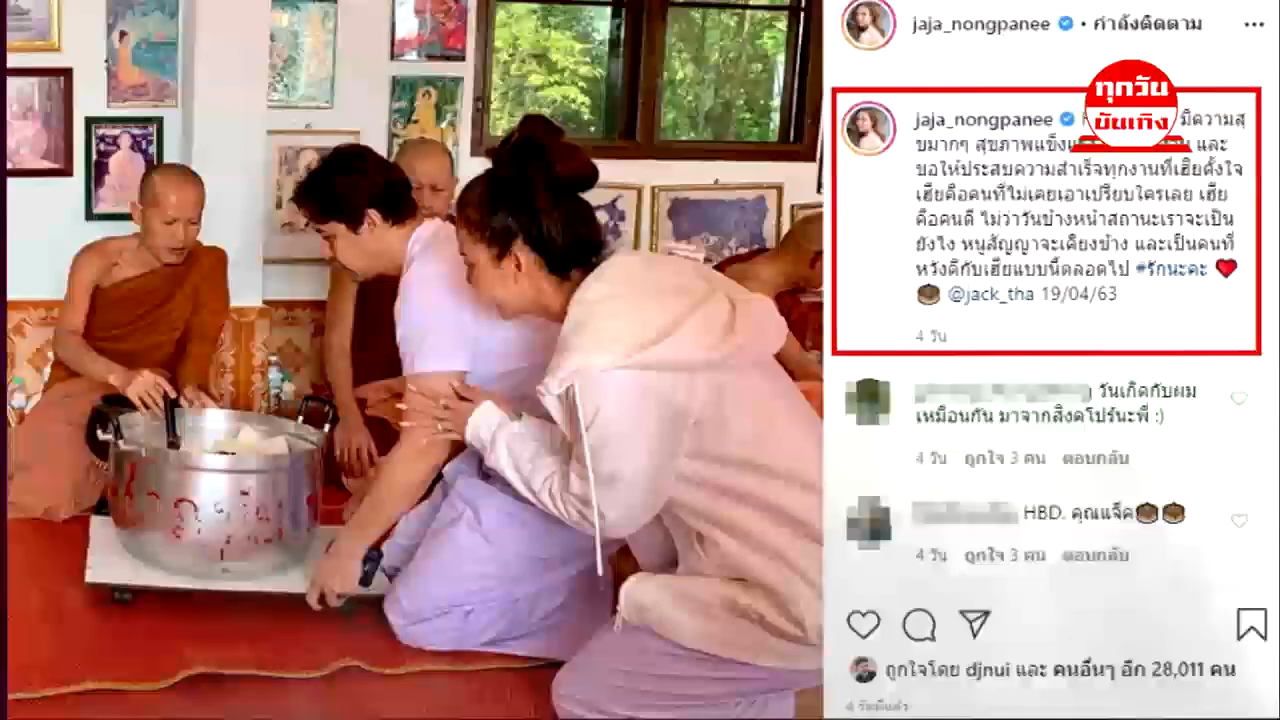 jaja_nongpanee • กำลังติดตาม
ทุกวัน
บันเทิง
jaja_nongpanee มีความสุ
ขมากๆ สุขภาพแข็ง และ
ขอให้ประสบความสำเร็จทุกงานที่เฮียตั้งใจ
เฮียคือคนที่ไม่เคยเอาเปรียบใครเลย เฮีย
คือคนดี ไม่ว่าวันข้างหน้าสถานะเราจะเป็น
ยังไง หนูสัญญาจะเคียงข้าง และเป็นคนที่
หวังดีกับเฮียแบบนี้ตลอดไป #รักนะคะ ❤️
🎂 @jack_tha 19/04/63
4 วัน
วันเกิดกับผม
เหมือนกัน มาจากสิงคโปร์นะพี่ :)
4 วัน ถูกใจ 3 คน ตอบกลับ
HBD. คุณแจ็ค🎂🎂
4 วัน ถูกใจ 3 คน ตอบกลับ
ถูกใจโดย djnui และ คนอื่นๆ อีก 28,011 คน
4 วันที่แล้ว